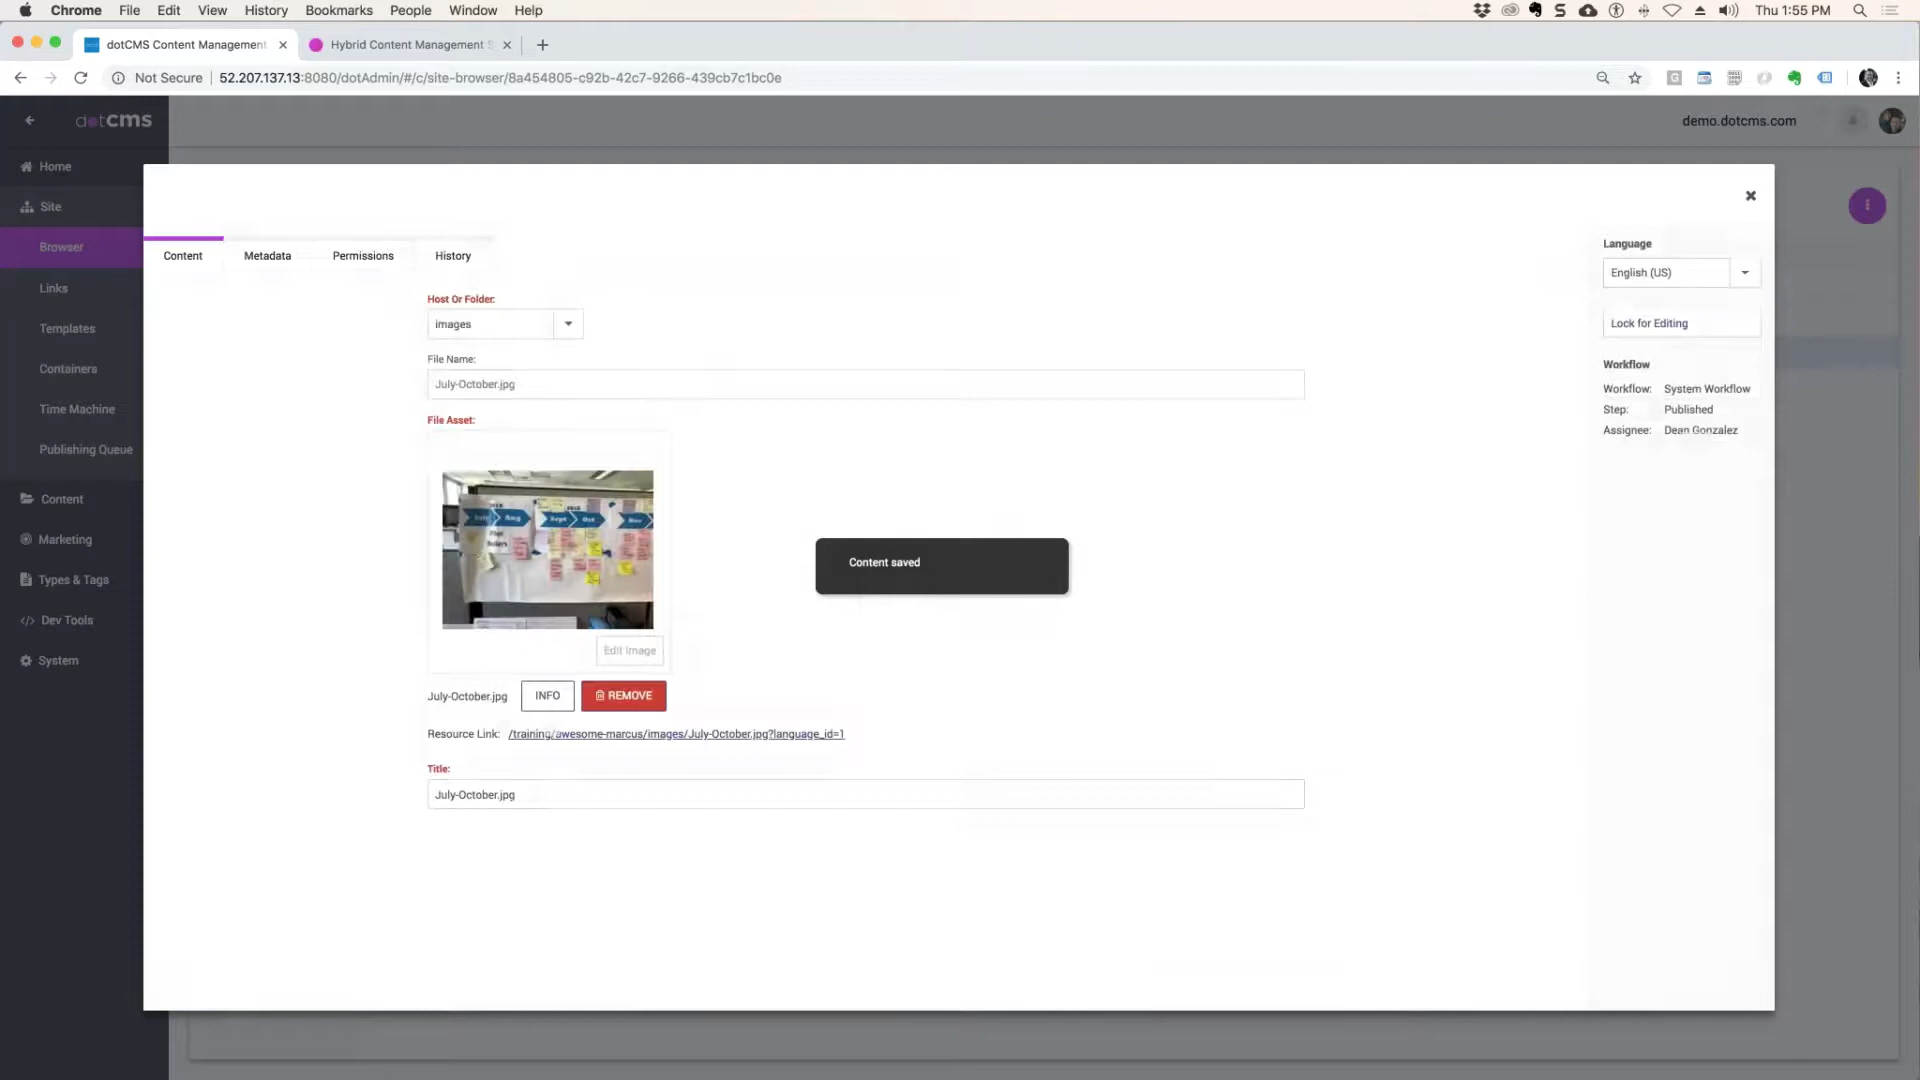 Chrome File Edit View History Bookmarks People Window Help Thu 1:55 PM
dotCMS Content Management Hybrid Content Management S
Not Secure 52.207.137.13:8080/dotAdmin/#/c/site-browser/8a454805-c92b-42c7-9266-439cb7c1bc0e
dotcms demo.dotcms.com
Home
Site
Browser
Links
Templates
Containers
Time Machine
Publishing Queue
Content
Marketing
Types & Tags
Dev Tools
System
Content Metadata Permissions History
Host Or Folder:
images
File Name:
July-October.jpg
File Asset:
Sept Oct Nov
Edit Image
July-October.jpg INFO REMOVE
Resource Link: /training/awesome-marcus/images/July-October.jpg?language_id=1
Title:
July-October.jpg
Content saved
Language
English (US)
Lock for Editing
Workflow
Workflow: System Workflow
Step: Published
Assignee: Dean Gonzalez